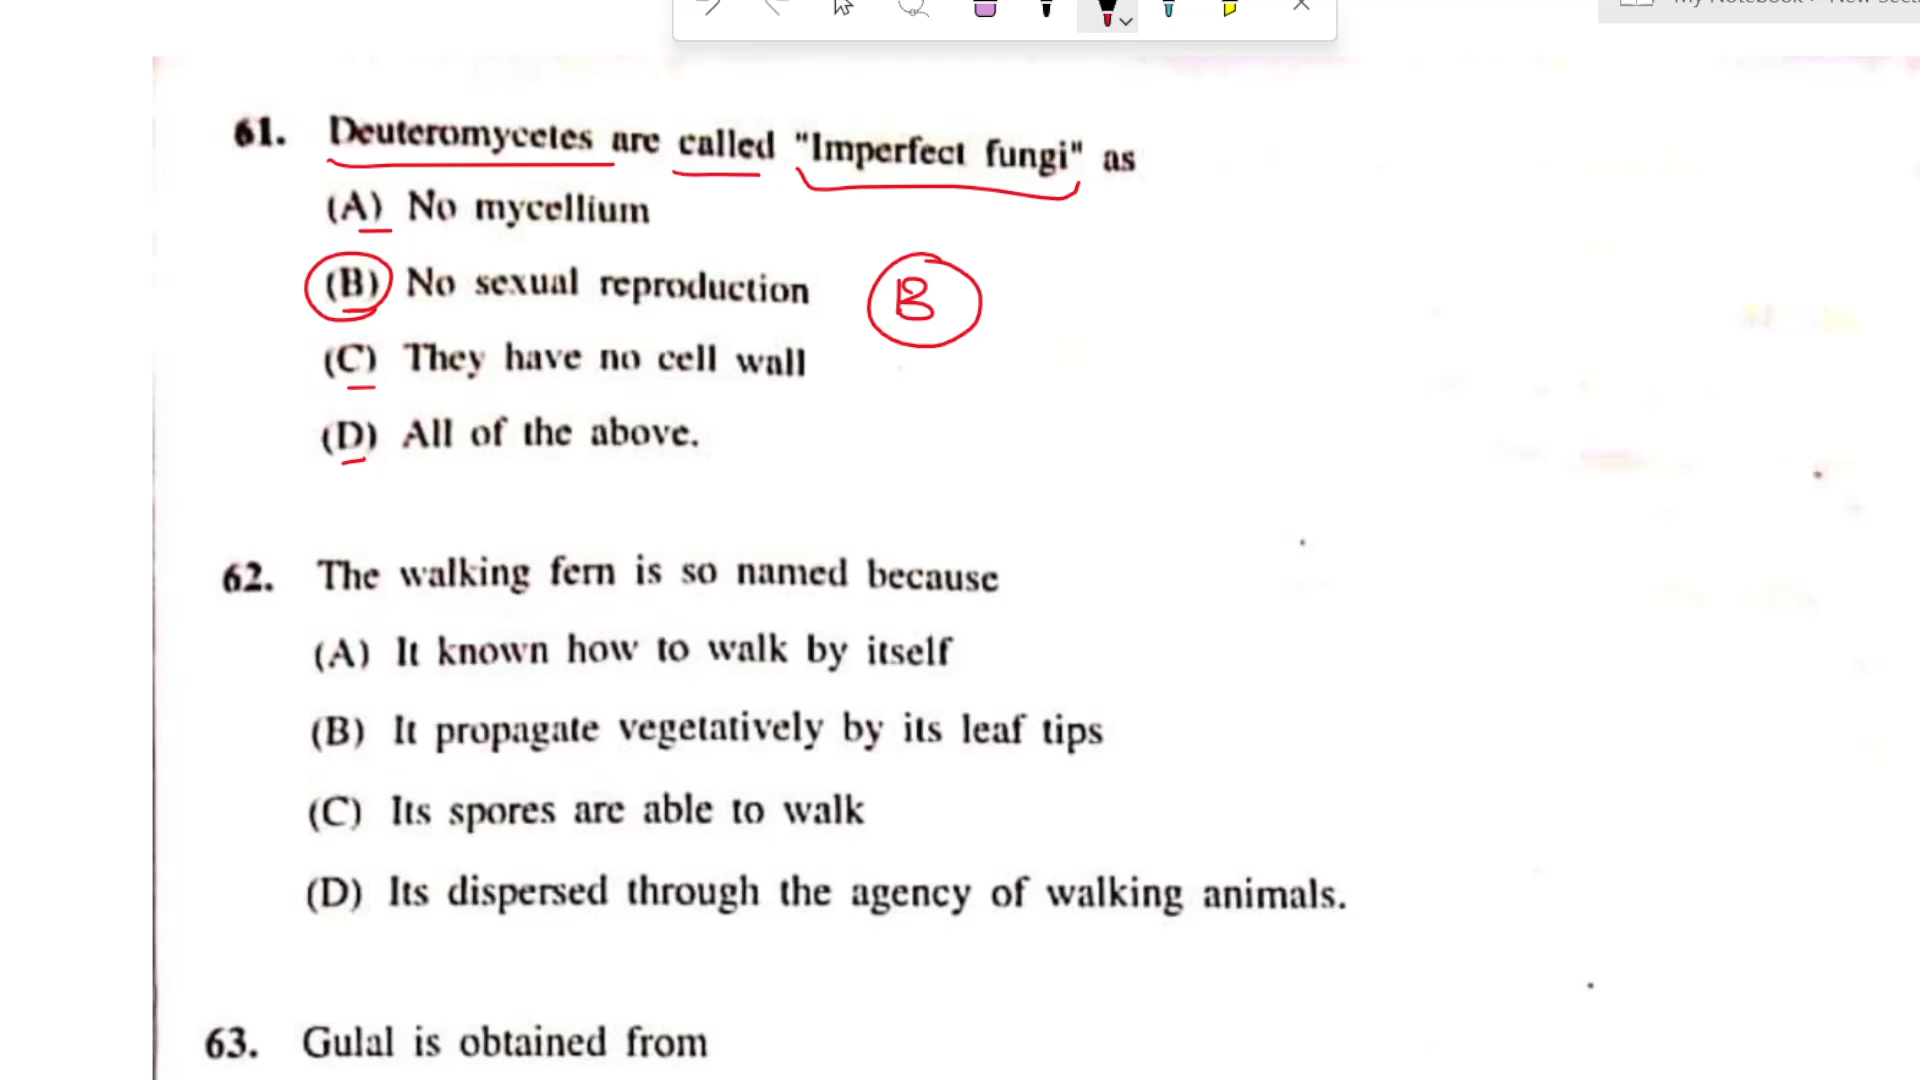 61. Deuteromycetes are called "Imperfect fungi" as
(A) No mycellium
(B) No sexual reproduction
B
(C) They have no cell wall
(D) All of the above.
62. The walking fern is so named because
(A) It known how to walk by itself
(B) It propagate vegetatively by its leaf tips
(C) Its spores are able to walk
(D) Its dispersed through the agency of walking animals.
63. Gulal is obtained from